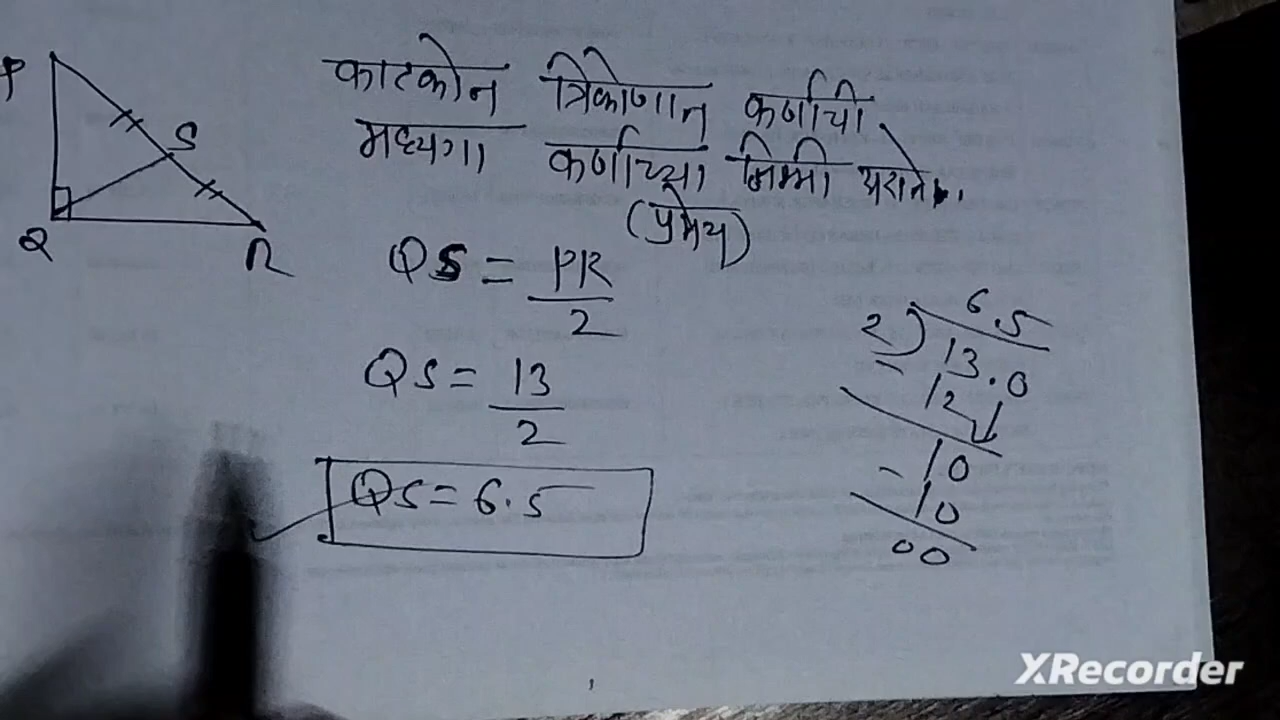 काटकोन त्रिकोणान कर्णाची
मध्यगा कर्णाच्या निम्मी असते.
(प्रमेय)
P
S
Q
R
QS = PR/2
QS = 13/2
QS = 6.5
6.5
2) 13.0
- 12
10
- 10
00
XRecorder